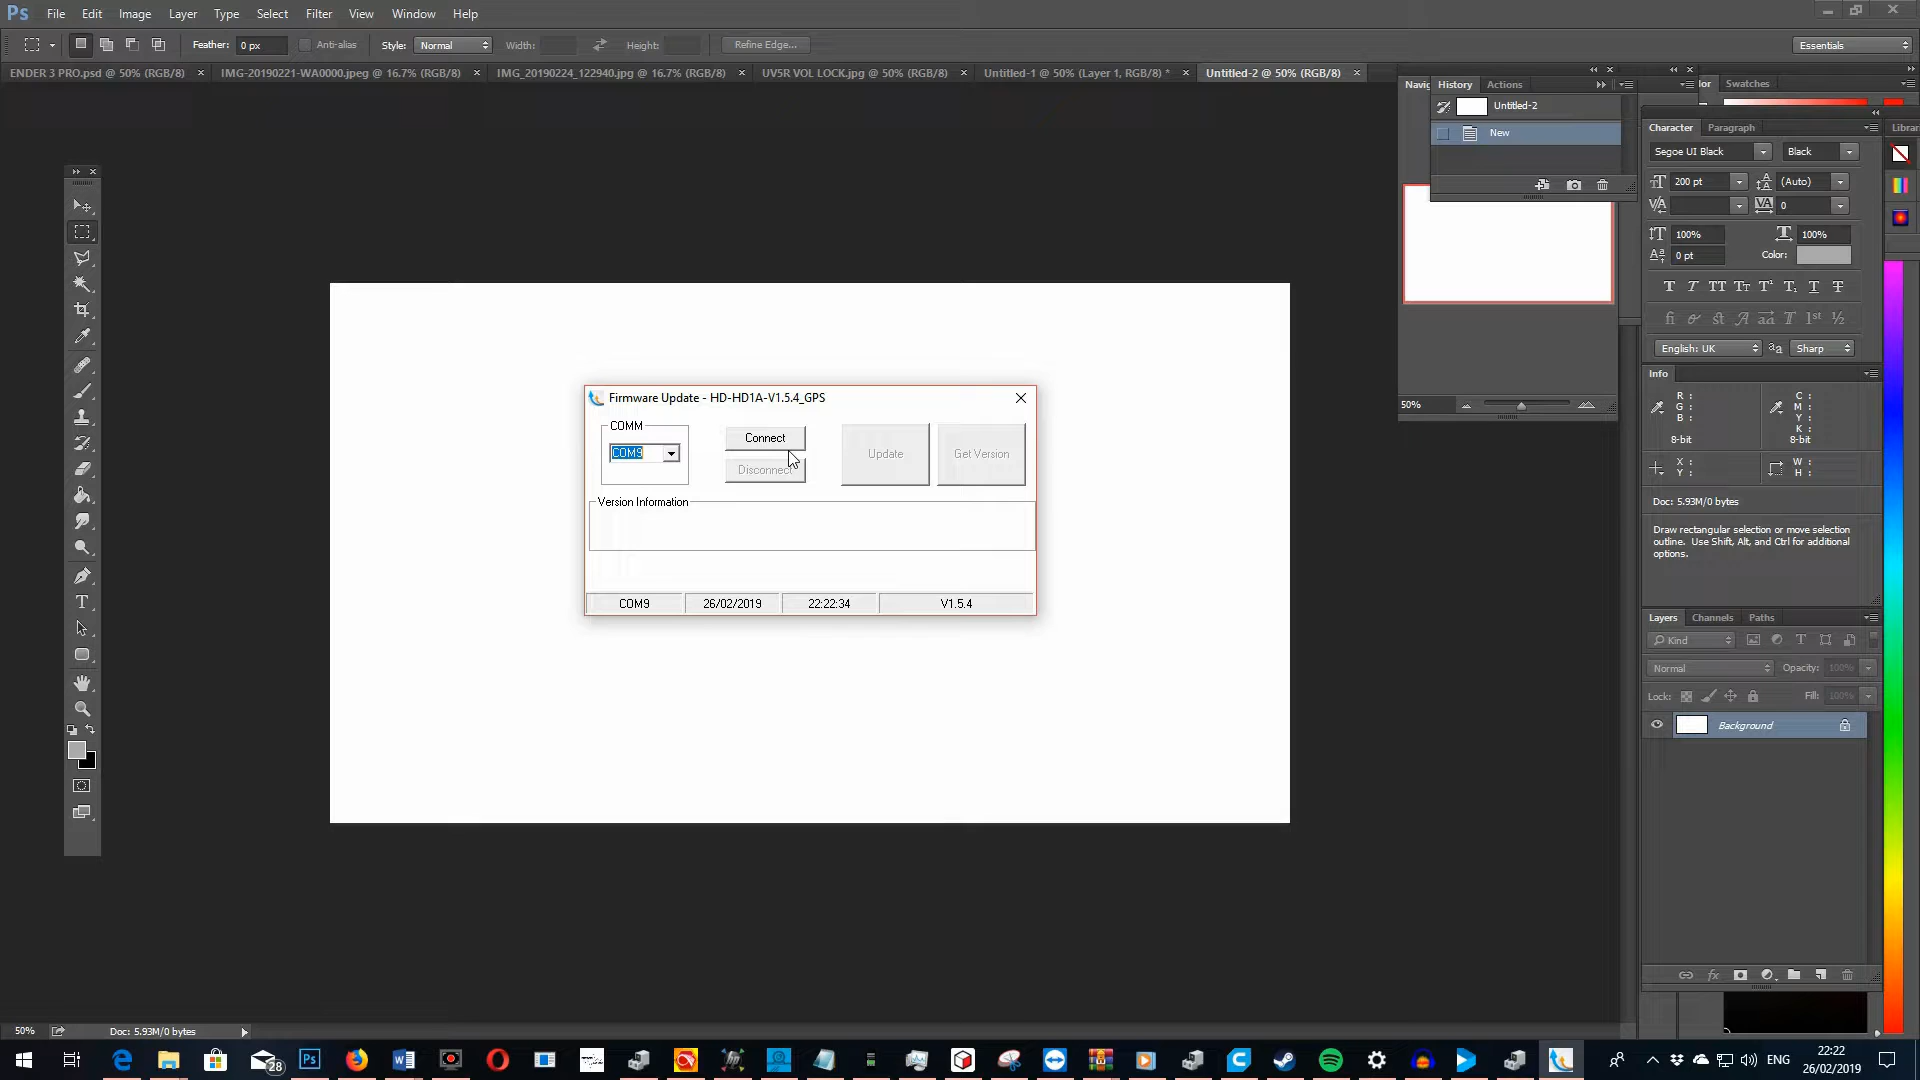 Ps File Edit Image Layer Type Select Filter View Window Help
Feather: 0 px Anti-alias Style: Normal Width: Height: Refine Edge... Essentials
ENDER 3 PRO.psd @ 50% (RGB/8) × IMG-20190221-WA0000.jpeg @ 16.7% (RGB/8) × IMG_20190224_122940.jpg @ 16.7% (RGB/8) × UV5R VOL LOCK.jpg @ 50% (RGB/8) × Untitled-1 @ 50% (Layer 1, RGB/8) * × Untitled-2 @ 50% (RGB/8) ×
Navig History Actions lor Swatches
Untitled-2
New
Character Paragraph Librar
Segoe UI Black Black
200 pt (Auto)
0
100% 100%
0 pt Color:
English: UK Sharp
50%
Info
R : C :
G : M :
B : Y :
K :
8-bit 8-bit
X : W :
Y : H :
Doc: 5.93M/0 bytes
Draw rectangular selection or move selection
outline. Use Shift, Alt, and Ctrl for additional
options.
Layers Channels Paths
Kind
Normal Opacity: 100%
Lock: Fill: 100%
Background
Firmware Update - HD-HD1A-V1.5.4_GPS
COMM
COM9
Connect
Disconnect
Update
Get Version
Version Information
COM9 26/02/2019 22:22:34 V1.5.4
50% Doc: 5.93M/0 bytes
28
ENG
22:22
26/02/2019